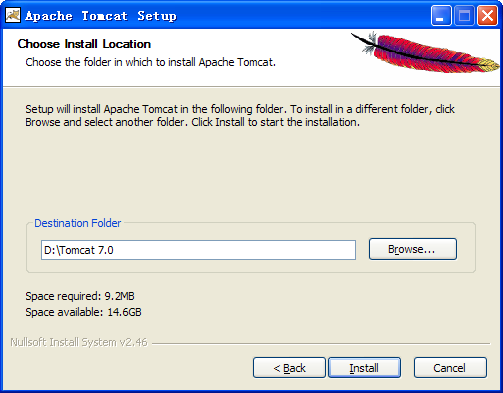 Apache Tomcat Setup
Choose Install Location
Choose the folder in which to install Apache Tomcat.
Setup will install Apache Tomcat in the following folder. To install in a different folder, click
Browse and select another folder. Click Install to start the installation.
Destination Folder
D:\Tomcat 7.0
Browse...
Space required: 9.2MB
Space available: 14.6GB
Nullsoft Install System v2.46
< Back
Install
Cancel